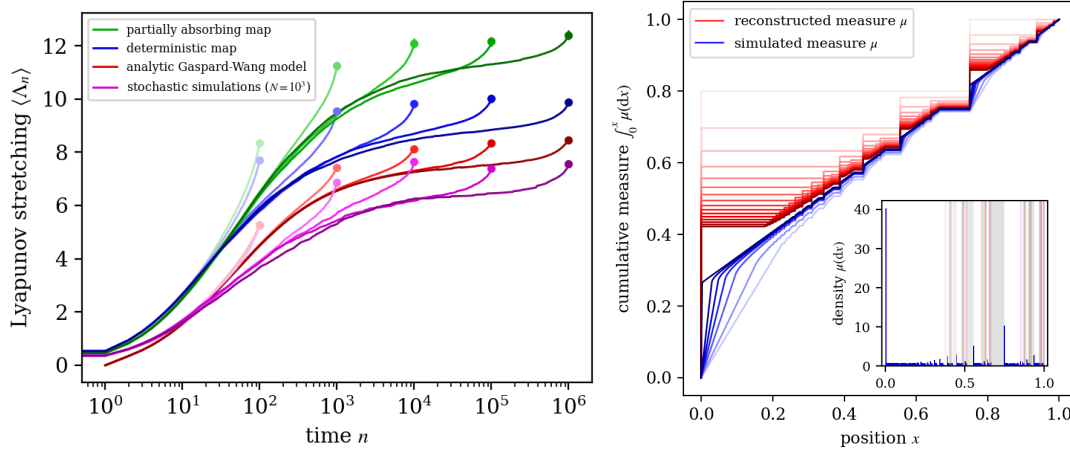 Lyapunov stretching ⟨Λₙ⟩
12
10
8
6
4
2
0
partially absorbing map
deterministic map
analytic Gaspard-Wang model
stochastic simulations (N=10³)
10⁰ 10¹ 10² 10³ 10⁴ 10⁵ 10⁶
time n
cumulative measure ∫₀ˣ μ(dx)
1.0
0.8
0.6
0.4
0.2
0.0
reconstructed measure μ
simulated measure μ
density μ(dx)
40
30
20
10
0
0.0 0.5 1.0
0.0 0.2 0.4 0.6 0.8 1.0
position x